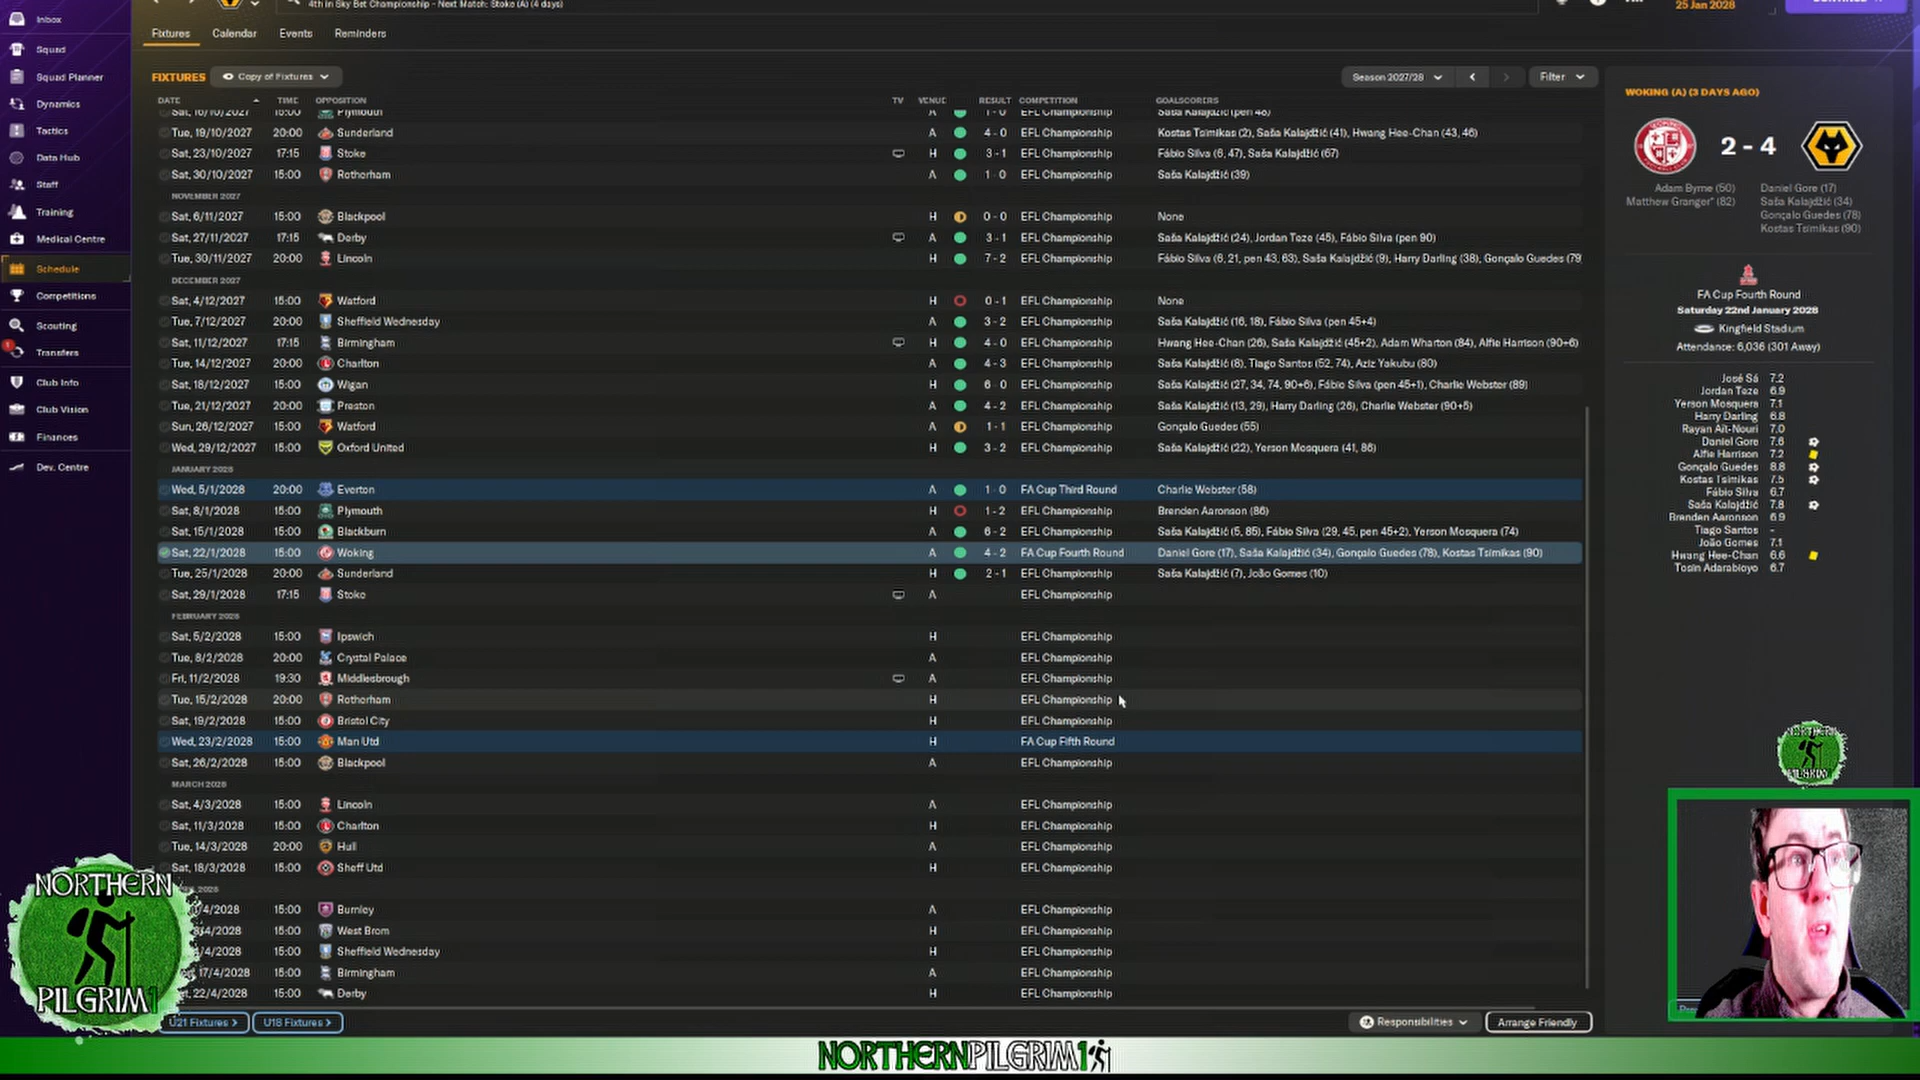 Inbox
4th in Sky Bet Championship - Next Match: Stoke (A) (4 days)
25 Jan 2028
Squad
Fixtures Calendar Events Reminders
Squad Planner
FIXTURES Copy of Fixtures
Season 2027/28 Filter
Dynamics
DATE TIME OPPOSITION TV VENUE RESULT COMPETITION GOALSCORERS
WOKING (A) (3 DAYS AGO)
Sat, 16/10/2027 15:00 Plymouth A 1-0 EFL Championship Saša Kalajdžić (pen 48)
Tactics
Tue, 19/10/2027 20:00 Sunderland A 4-0 EFL Championship Kostas Tsimikas (2), Saša Kalajdžić (41), Hwang Hee-Chan (43, 46)
2 - 4
Data Hub
Sat, 23/10/2027 17:15 Stoke H 3-1 EFL Championship Fábio Silva (6, 47), Saša Kalajdžić (67)
Staff
Sat, 30/10/2027 15:00 Rotherham A 1-0 EFL Championship Saša Kalajdžić (39)
Adam Byrne (50) Daniel Gore (17)
NOVEMBER 2027
Matthew Granger* (82) Saša Kalajdžić (34)
Training
Sat, 6/11/2027 15:00 Blackpool H 0-0 EFL Championship None
Gonçalo Guedes (78)
Kostas Tsimikas (90)
Medical Centre
Sat, 27/11/2027 17:15 Derby A 3-1 EFL Championship Saša Kalajdžić (24), Jordan Teze (45), Fábio Silva (pen 90)
Tue, 30/11/2027 20:00 Lincoln H 7-2 EFL Championship Fábio Silva (6, 21, pen 43, 63), Saša Kalajdžić (9), Harry Darling (38), Gonçalo Guedes (79
Schedule
DECEMBER 2027
Competitions
Sat, 4/12/2027 15:00 Watford H 0-1 EFL Championship None
FA Cup Fourth Round
Saturday 22nd January 2028
Scouting
Tue, 7/12/2027 20:00 Sheffield Wednesday A 3-2 EFL Championship Saša Kalajdžić (16, 18), Fábio Silva (pen 45+4)
Kingfield Stadium
Sat, 11/12/2027 17:15 Birmingham H 4-0 EFL Championship Hwang Hee-Chan (26), Saša Kalajdžić (45+2), Adam Wharton (84), Alfie Harrison (90+6)
Attendance: 6,036 (301 Away)
1 Transfers
Tue, 14/12/2027 20:00 Charlton A 4-3 EFL Championship Saša Kalajdžić (8), Tiago Santos (52, 74), Aziz Yakubu (80)
Club Info
Sat, 18/12/2027 15:00 Wigan H 6-0 EFL Championship Saša Kalajdžić (27, 34, 74, 90+6), Fábio Silva (pen 45+1), Charlie Webster (89)
José Sá 7.2
Jordan Teze 6.9
Club Vision
Tue, 21/12/2027 20:00 Preston A 4-2 EFL Championship Saša Kalajdžić (13, 29), Harry Darling (26), Charlie Webster (90+5)
Yerson Mosquera 7.1
Harry Darling 6.8
Sun, 26/12/2027 15:00 Watford A 1-1 EFL Championship Gonçalo Guedes (55)
Rayan Aït-Nouri 7.0
Finances
Wed, 29/12/2027 15:00 Oxford United H 3-2 EFL Championship Saša Kalajdžić (22), Yerson Mosquera (41, 86)
Daniel Gore 7.6
Alfie Harrison 7.2
Dev. Centre
JANUARY 2028
Gonçalo Guedes 8.8
Kostas Tsimikas 7.5
Wed, 5/1/2028 20:00 Everton A 1-0 FA Cup Third Round Charlie Webster (58)
Fábio Silva 6.7
Saša Kalajdžić 7.8
Sat, 8/1/2028 15:00 Plymouth H 1-2 EFL Championship Brenden Aaronson (86)
Brenden Aaronson 6.9
Tiago Santos -
Sat, 15/1/2028 15:00 Blackburn A 6-2 EFL Championship Saša Kalajdžić (5, 85), Fábio Silva (29, 45, pen 45+2), Yerson Mosquera (74)
João Gomes 7.1
Sat, 22/1/2028 15:00 Woking A 4-2 FA Cup Fourth Round Daniel Gore (17), Saša Kalajdžić (34), Gonçalo Guedes (78), Kostas Tsimikas (90)
Hwang Hee-Chan 6.6
Tosin Adarabioyo 6.7
Tue, 25/1/2028 20:00 Sunderland H 2-1 EFL Championship Saša Kalajdžić (7), João Gomes (10)
Sat, 29/1/2028 17:15 Stoke A EFL Championship
FEBRUARY 2028
Sat, 5/2/2028 15:00 Ipswich H EFL Championship
Tue, 8/2/2028 20:00 Crystal Palace A EFL Championship
Fri, 11/2/2028 19:30 Middlesbrough A EFL Championship
Tue, 15/2/2028 20:00 Rotherham H EFL Championship
Sat, 19/2/2028 15:00 Bristol City H EFL Championship
Wed, 23/2/2028 15:00 Man Utd H FA Cup Fifth Round
Sat, 26/2/2028 15:00 Blackpool A EFL Championship
NORTHERN
PILGRIM
MARCH 2028
Sat, 4/3/2028 15:00 Lincoln A EFL Championship
Sat, 11/3/2028 15:00 Charlton H EFL Championship
Tue, 14/3/2028 20:00 Hull A EFL Championship
Sat, 18/3/2028 15:00 Sheff Utd H EFL Championship
NORTHERN
2028
/4/2028 15:00 Burnley A EFL Championship
/4/2028 15:00 West Brom H EFL Championship
/4/2028 15:00 Sheffield Wednesday H EFL Championship
17/4/2028 15:00 Birmingham A EFL Championship
PILGRIM1
22/4/2028 15:00 Derby H EFL Championship
U21 Fixtures > U18 Fixtures >
Responsibilities Arrange Friendly
NORTHERNPILGRIM1